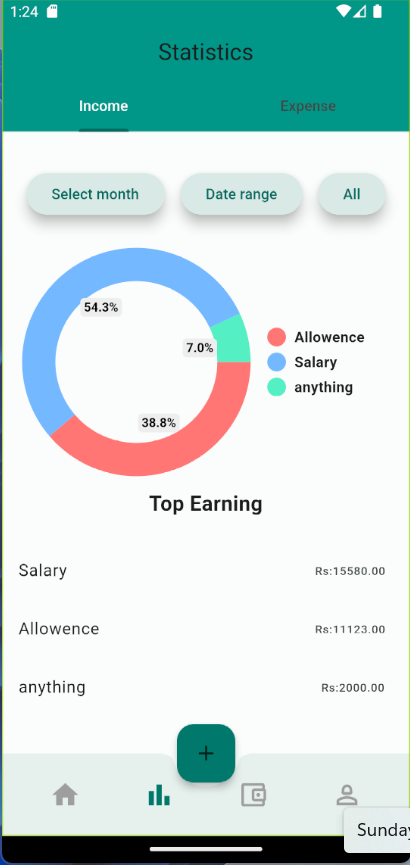 1:24
Statistics
Income Expense
Select month Date range All
54.3%
7.0%
38.8%
Allowence
Salary
anything
Top Earning
Salary Rs:15580.00
Allowence Rs:11123.00
anything Rs:2000.00
+